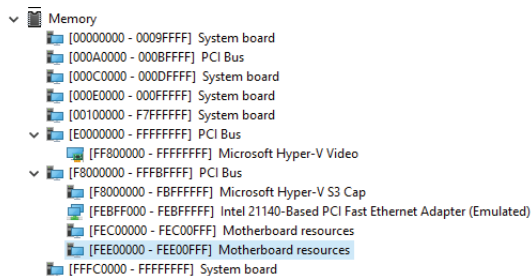 Memory
[00000000 - 0009FFFF] System board
[000A0000 - 000BFFFF] PCI Bus
[000C0000 - 000DFFFF] System board
[000E0000 - 000FFFFF] System board
[00100000 - F7FFFFFF] System board
[E0000000 - FFFFFFFF] PCI Bus
[FF800000 - FFFFFFFF] Microsoft Hyper-V Video
[F8000000 - FFFBFFFF] PCI Bus
[F8000000 - FBFFFFFF] Microsoft Hyper-V S3 Cap
[FEBFF000 - FEBFFFFF] Intel 21140-Based PCI Fast Ethernet Adapter (Emulated)
[FEC00000 - FEC00FFF] Motherboard resources
[FEE00000 - FEE00FFF] Motherboard resources
[FFFC0000 - FFFFFFFF] System board